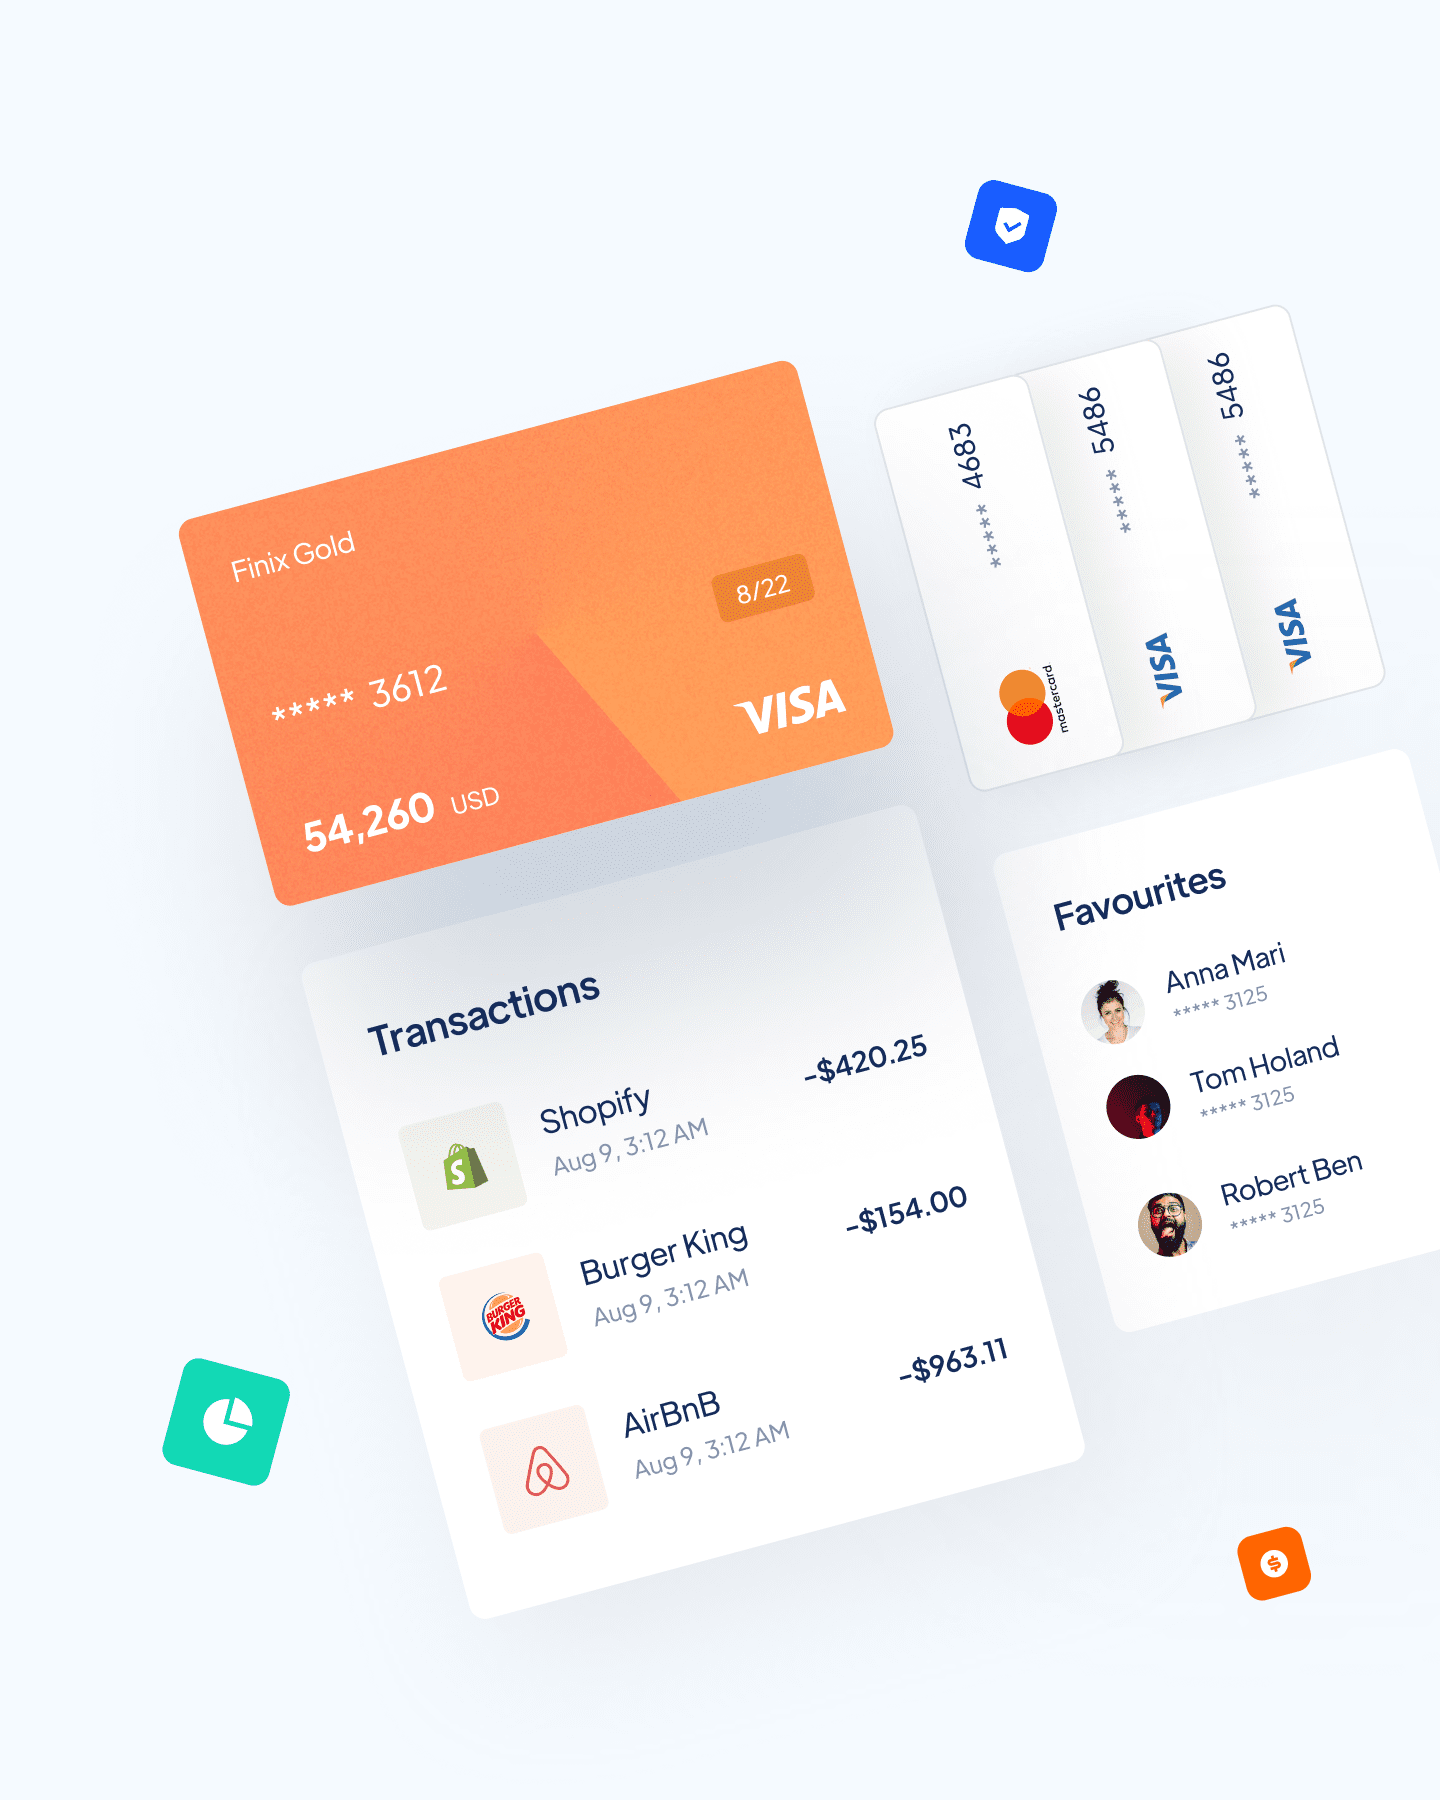 Finix Gold
8/22
***** 3612
VISA
54,260 USD
***** 4683
mastercard
***** 5486
VISA
***** 5486
VISA
Transactions
Shopify
Aug 9, 3:12 AM
-$420.25
S
Burger King
Aug 9, 3:12 AM
-$154.00
BURGER
KING
AirBnB
Aug 9, 3:12 AM
-$963.11
Favourites
Anna Mari
***** 3125
Tom Holand
***** 3125
Robert Ben
***** 3125
$